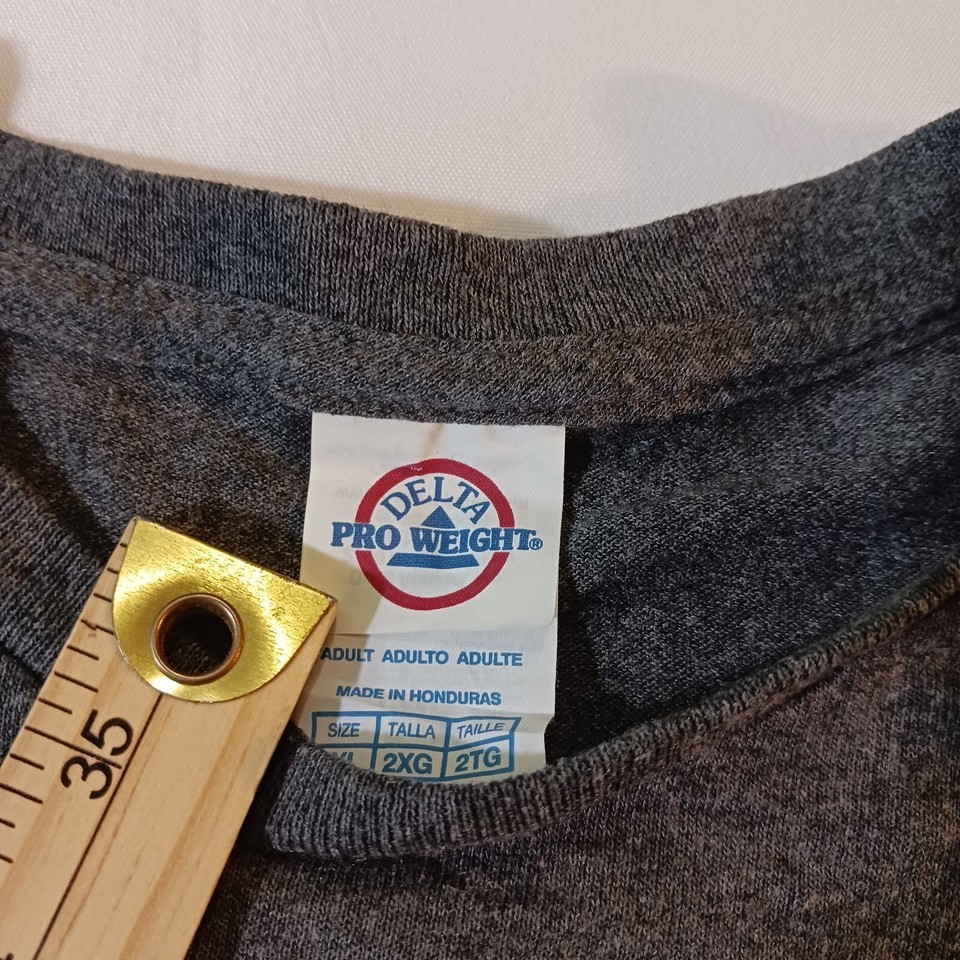 DELTA
PRO WEIGHT®
ADULT ADULTO ADULTE
MADE IN HONDURAS
SIZE TALLA TAILLE
2XG 2TG
35